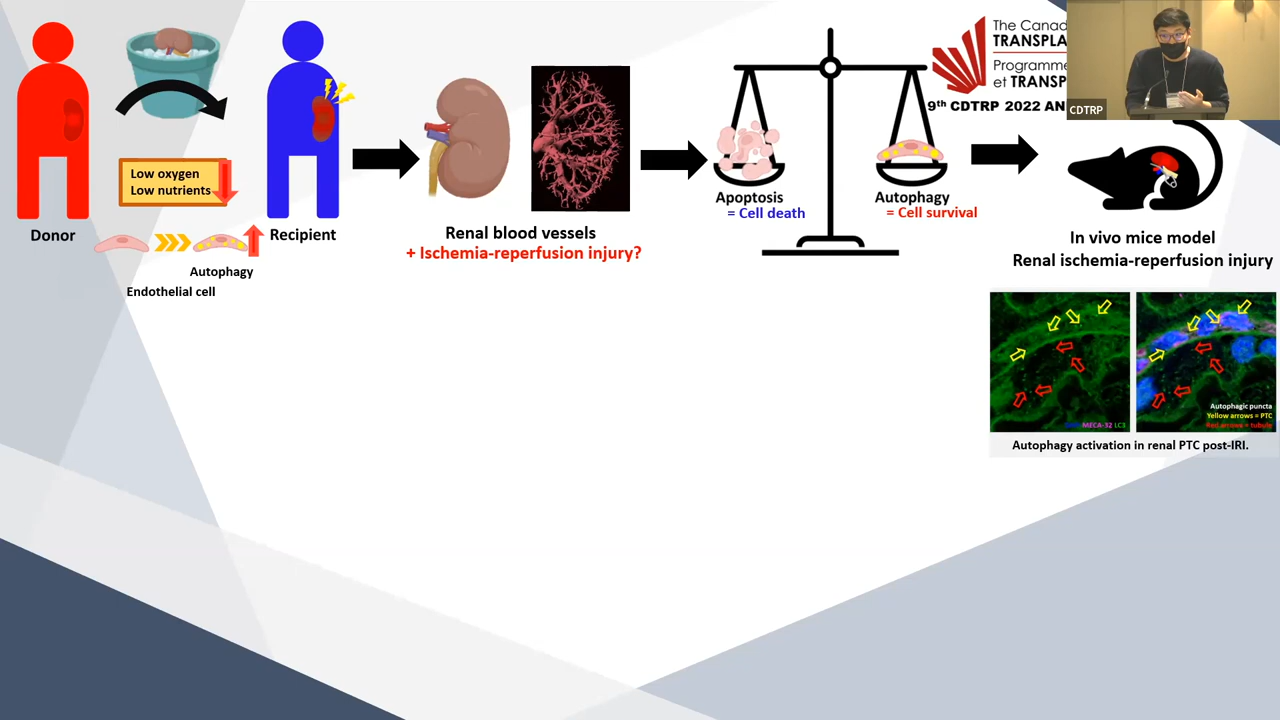 Low oxygen
Low nutrients
Donor
Recipient
Autophagy
Endothelial cell
Renal blood vessels
+ Ischemia-reperfusion injury?
Apoptosis
= Cell death
Autophagy
= Cell survival
The Canad
TRANSPLA
Programme
et TRANSP
9th CDTRP 2022 AN
CDTRP
In vivo mice model
Renal ischemia-reperfusion injury
MECA-32 LC3
Autophagic puncta
Yellow arrows = PTC
Red arrows = tubule
Autophagy activation in renal PTC post-IRI.